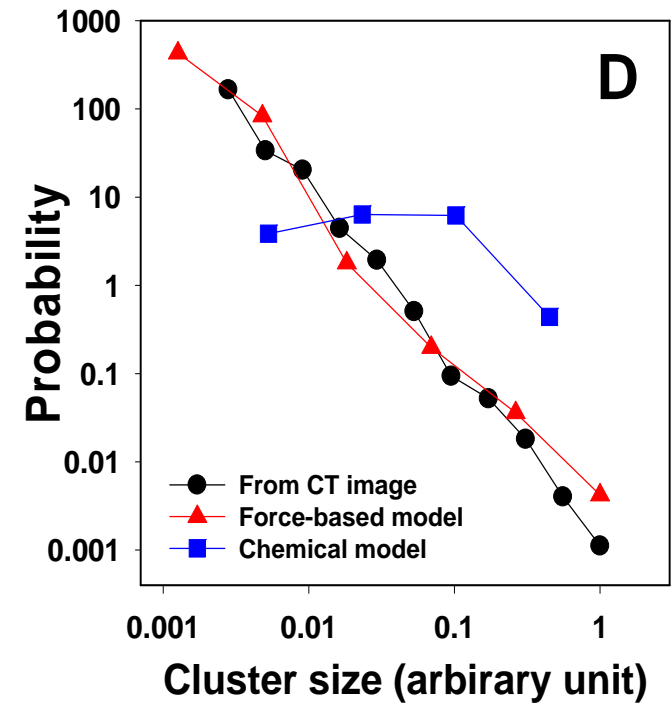 D
1000
100
10
1
0.1
0.01
0.001
Probability
From CT image
Force-based model
Chemical model
0.001
0.01
0.1
1
Cluster size (arbirary unit)